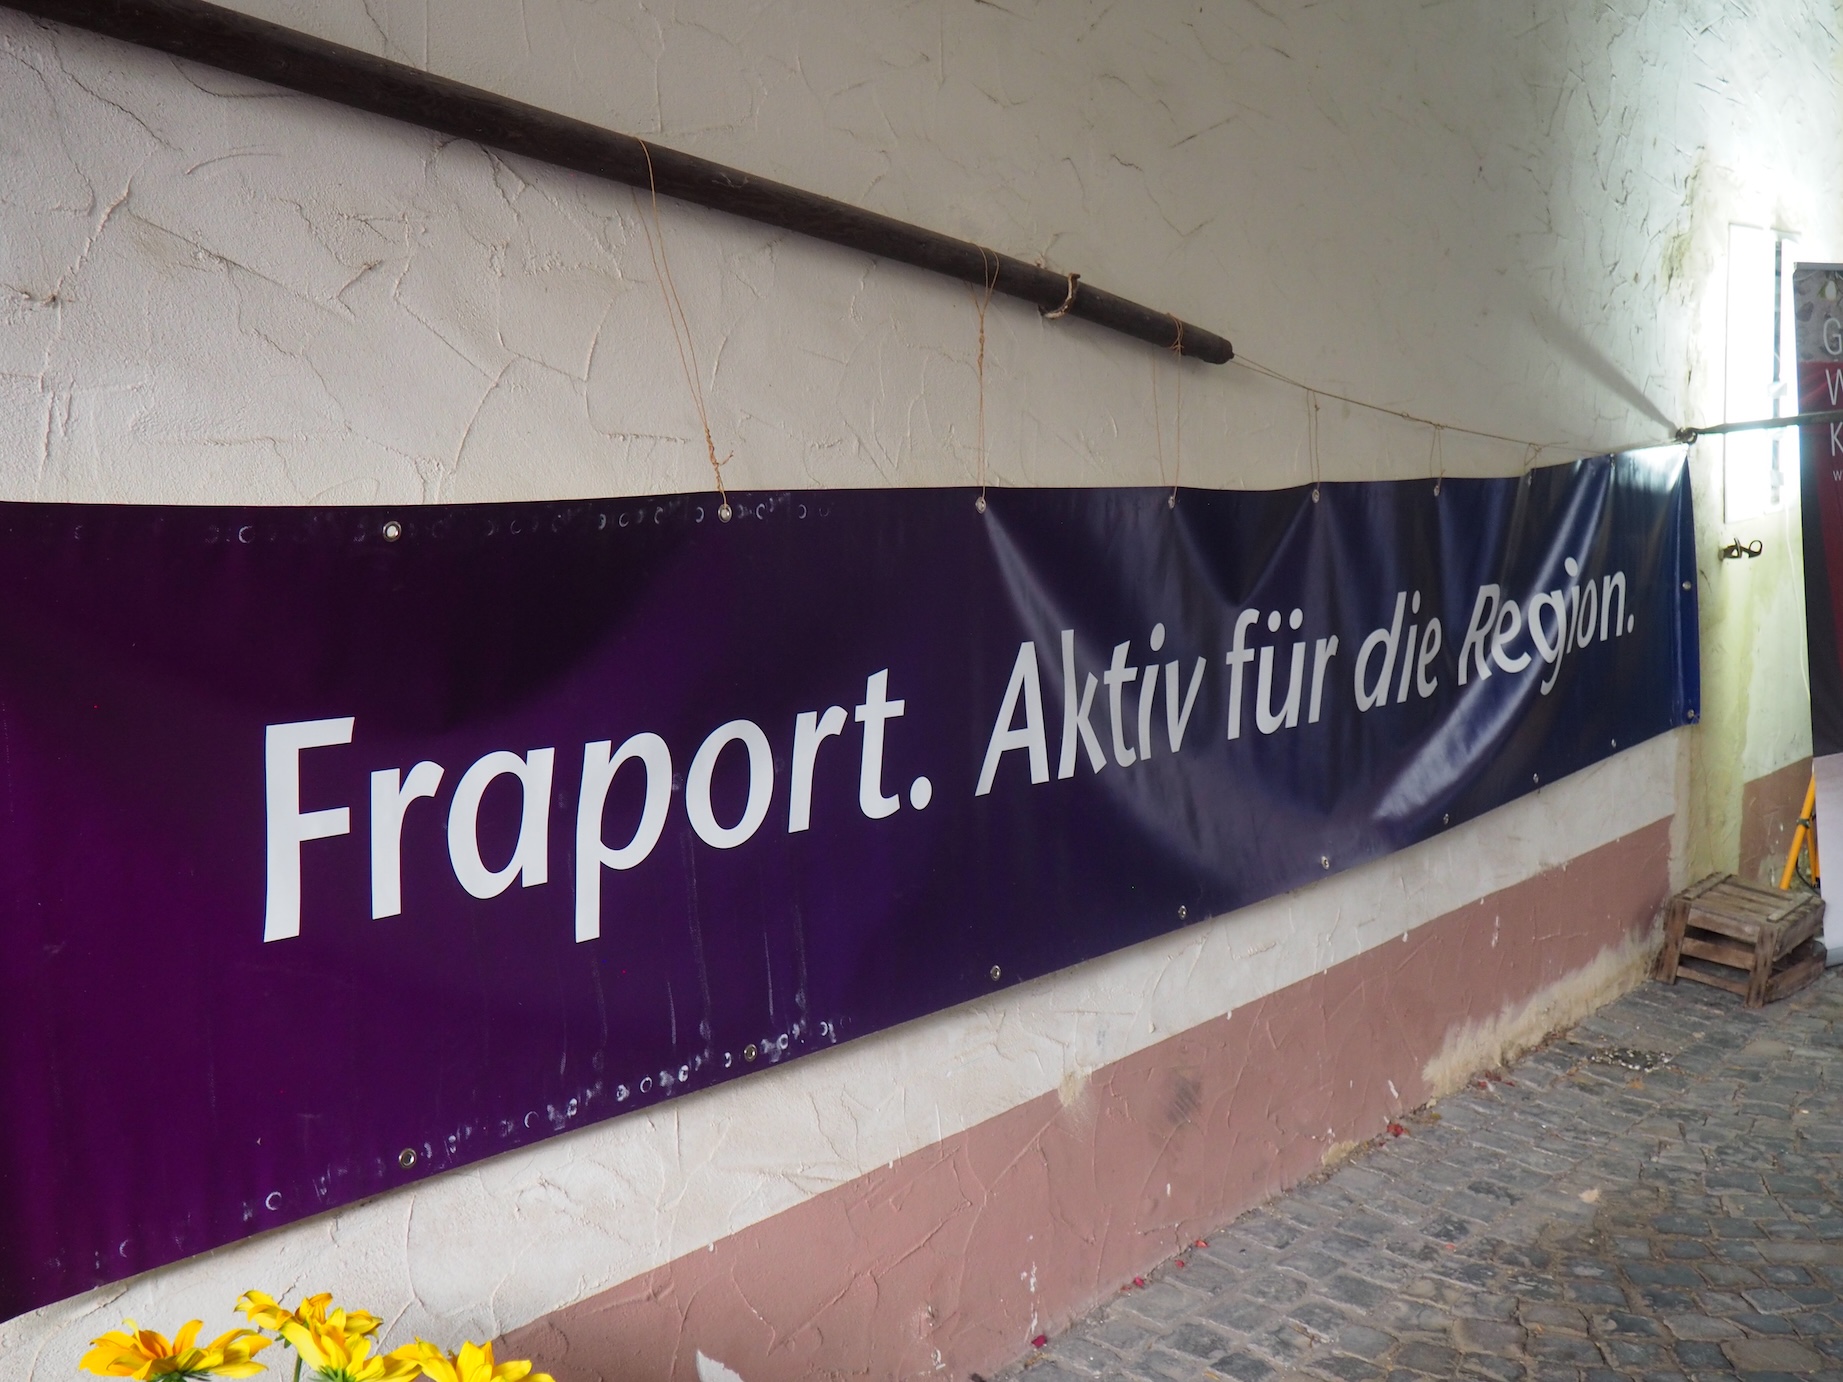 Fraport. Aktiv für die Region.